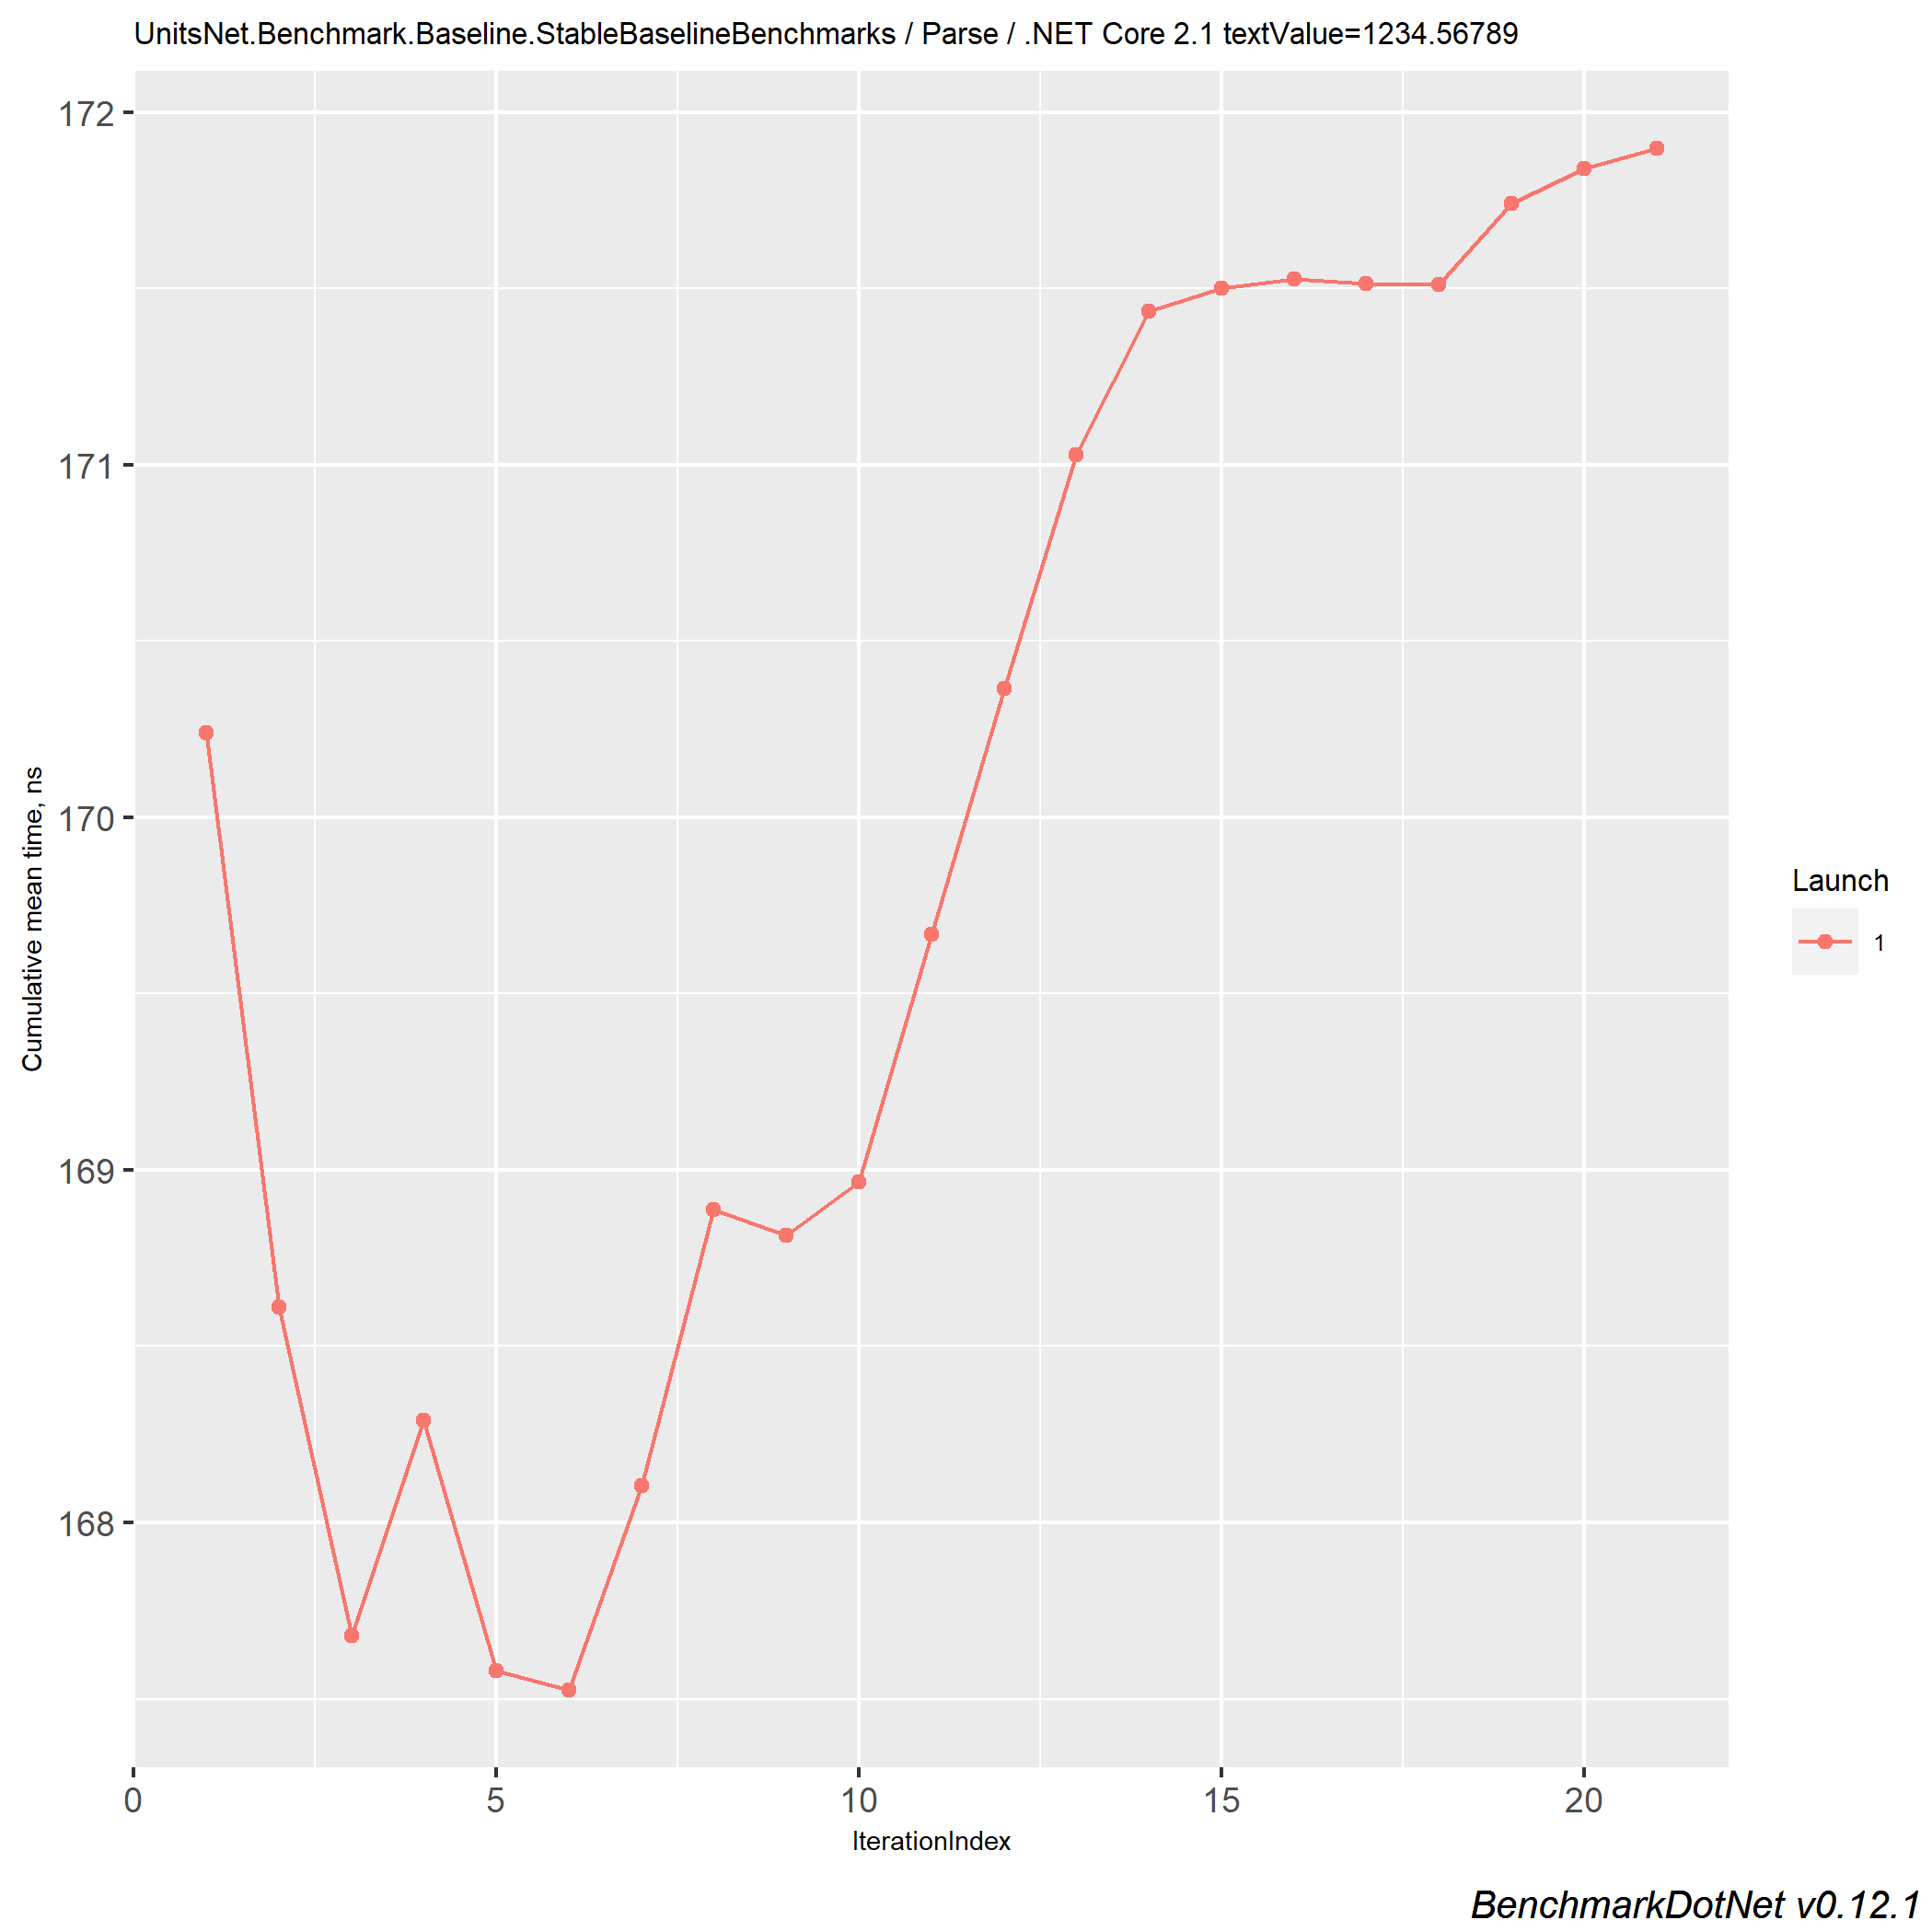 UnitsNet.Benchmark.Baseline.StableBaselineBenchmarks / Parse / .NET Core 2.1 textValue=1234.56789
172
171
170
169
168
Cumulative mean time, ns
0 5 10 15 20
IterationIndex
Launch
1
BenchmarkDotNet v0.12.1